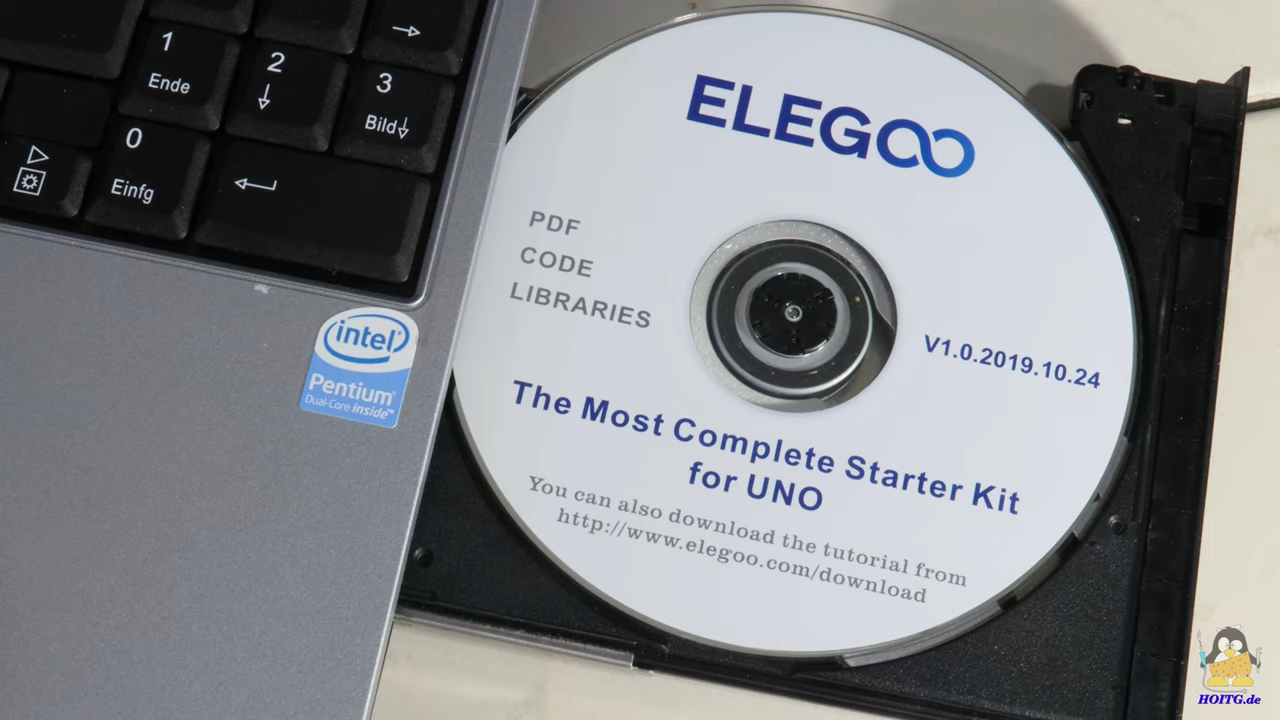 1
Ende
2
3
Bild
0
Einfg
intel
Pentium
Dual-Core inside™
ELEGOO
PDF
CODE
LIBRARIES
V1.0.2019.10.24
The Most Complete Starter Kit
for UNO
You can also download the tutorial from
http://www.elegoo.com/download
HOITG.de